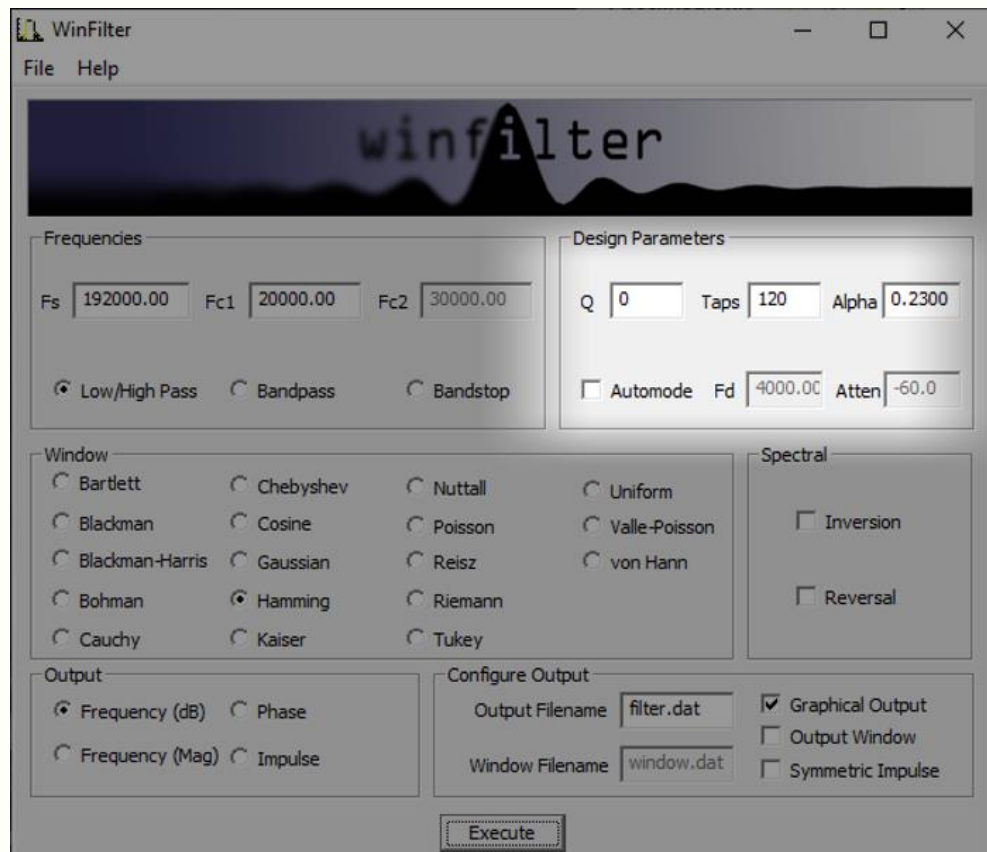 WinFilter
File Help
winfilter
Frequencies
Fs 192000.00 Fc1 20000.00 Fc2 30000.00
Low/High Pass Bandpass Bandstop
Design Parameters
Q 0 Taps 120 Alpha 0.2300
Automode Fd 4000.00 Atten -60.0
Window
Bartlett Chebyshev Nuttall Uniform
Blackman Cosine Poisson Valle-Poisson
Blackman-Harris Gaussian Reisz von Hann
Bohman Hamming Riemann
Cauchy Kaiser Tukey
Spectral
Inversion
Reversal
Output
Frequency (dB) Phase
Frequency (Mag) Impulse
Configure Output
Output Filename filter.dat Graphical Output
Output Window
Window Filename window.dat Symmetric Impulse
Execute